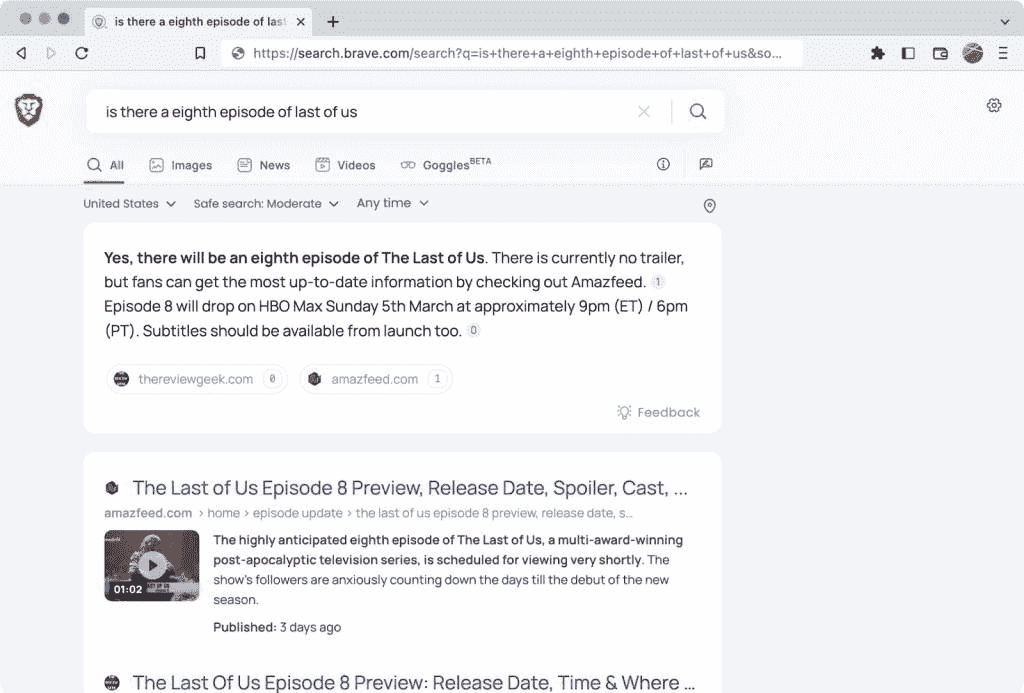 is there a eighth episode of last
https://search.brave.com/search?q=is+there+a+eighth+episode+of+last+of+us&so...
is there a eighth episode of last of us
All Images News Videos Goggles BETA
United States Safe search: Moderate Any time
Yes, there will be an eighth episode of The Last of Us. There is currently no trailer,
but fans can get the most up-to-date information by checking out Amazfeed. 1
Episode 8 will drop on HBO Max Sunday 5th March at approximately 9pm (ET) / 6pm
(PT). Subtitles should be available from launch too. 0
thereviewgeek.com 0 amazfeed.com 1
Feedback
The Last of Us Episode 8 Preview, Release Date, Spoiler, Cast, ...
amazfeed.com › home › episode update › the last of us episode 8 preview, release date, s...
The highly anticipated eighth episode of The Last of Us, a multi-award-winning
post-apocalyptic television series, is scheduled for viewing very shortly. The
show's followers are anxiously counting down the days till the debut of the new
season.
01:02
Published: 3 days ago
The Last Of Us Episode 8 Preview: Release Date, Time & Where ...